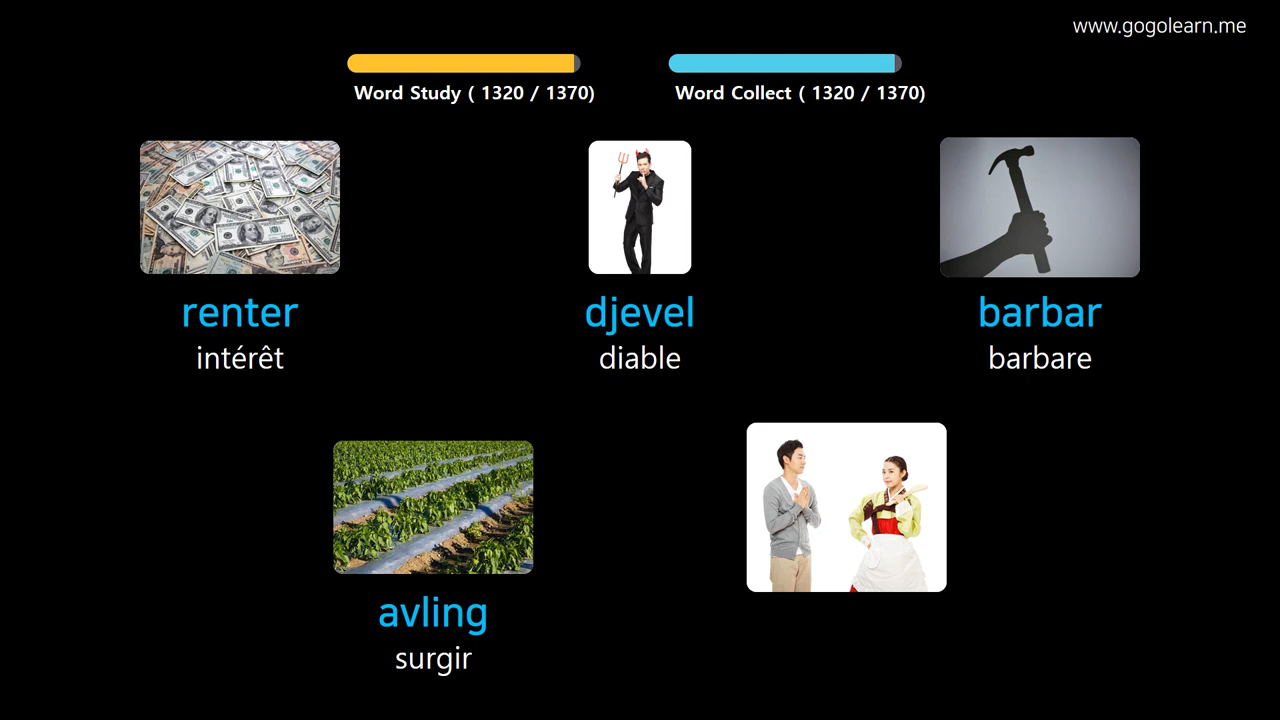 www.gogolearn.me
Word Study ( 1320 / 1370)
Word Collect ( 1320 / 1370)
renter
intérêt
djevel
diable
barbar
barbare
avling
surgir